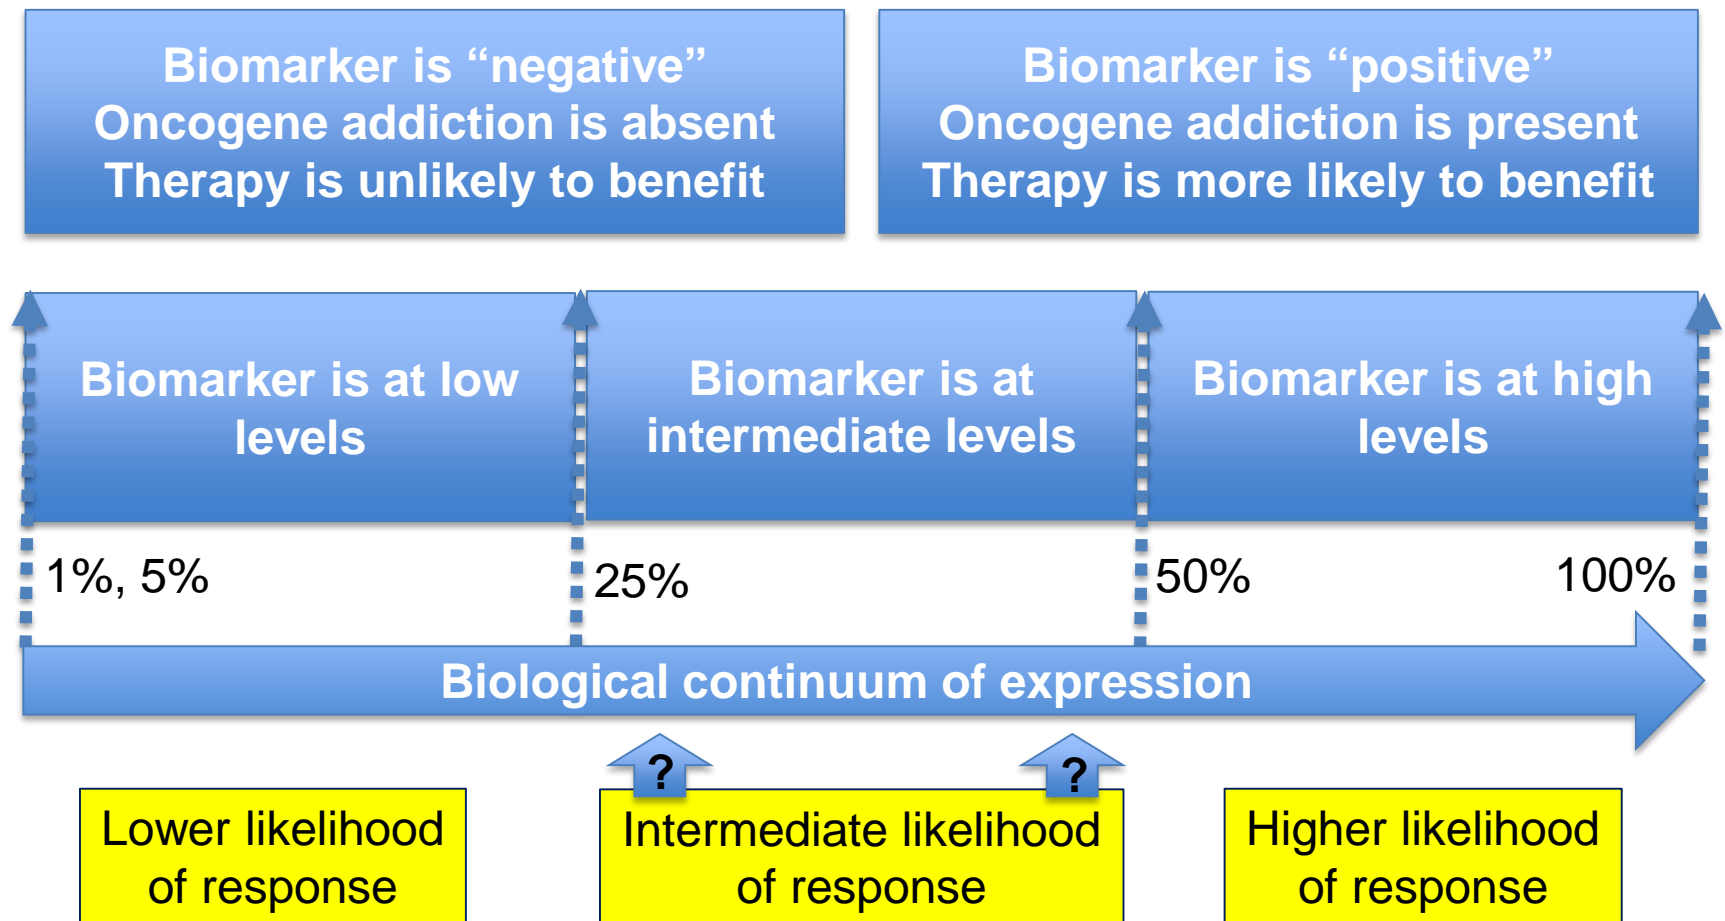 Biomarker is “negative”
Oncogene addiction is absent
Therapy is unlikely to benefit
Biomarker is “positive”
Oncogene addiction is present
Therapy is more likely to benefit
Biomarker is at low
levels
Biomarker is at
intermediate levels
Biomarker is at high
levels
1%, 5%
25%
50%
100%
Biological continuum of expression
?
?
Lower likelihood
of response
Intermediate likelihood
of response
Higher likelihood
of response